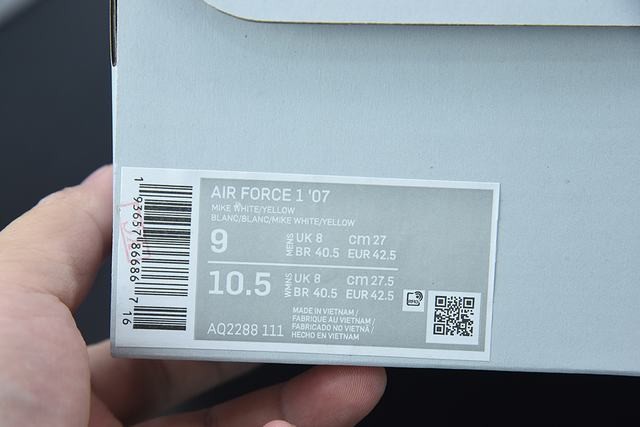 AIR FORCE 1 '07
MIKE WHITE/YELLOW
BLANC/BLANC/MIKE WHITE/YELLOW
9 MENS UK 8 cm 27
BR 40.5 EUR 42.5
10.5 WMNS UK 8 cm 27.5
BR 40.5 EUR 42.5
MADE IN VIETNAM /
FABRIQUE AU VIETNAM /
FABRICADO NO VIETNÃ /
HECHO EN VIETNAM
AQ2288 111
1 93657 86686 7 16